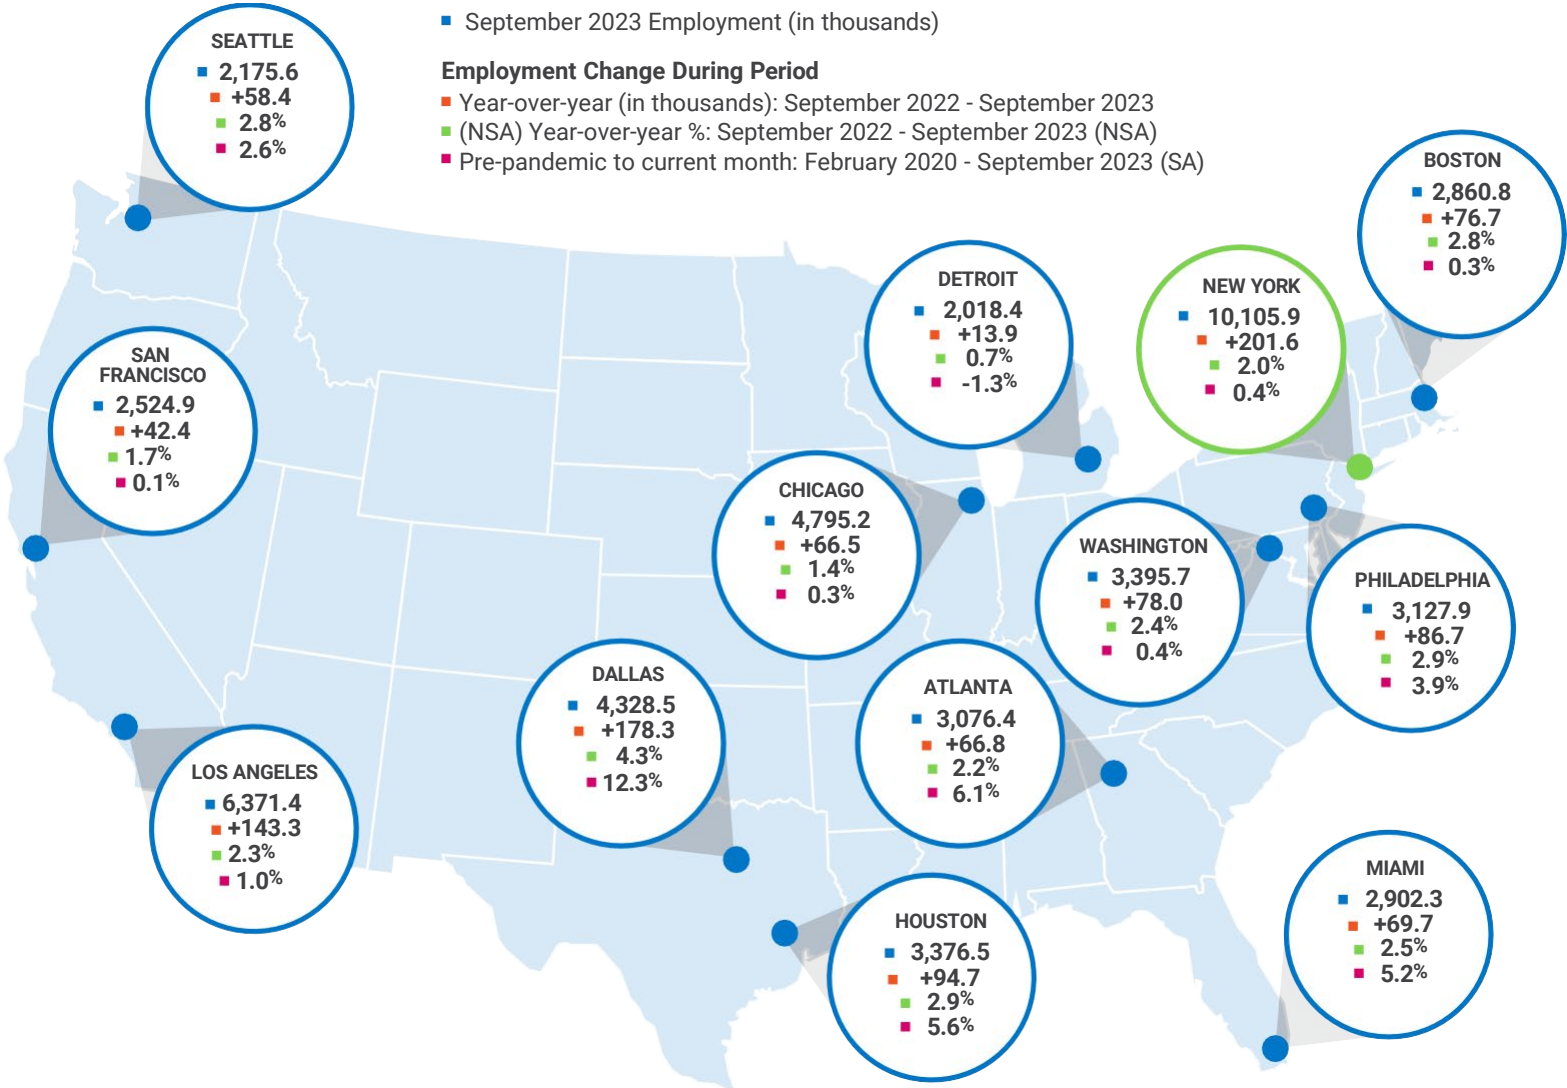 September 2023 Employment (in thousands)
Employment Change During Period
Year-over-year (in thousands): September 2022 - September 2023
(NSA) Year-over-year %: September 2022 - September 2023 (NSA)
Pre-pandemic to current month: February 2020 - September 2023 (SA)
SEATTLE
2,175.6
+58.4
2.8%
2.6%
BOSTON
2,860.8
+76.7
2.8%
0.3%
DETROIT
2,018.4
+13.9
0.7%
-1.3%
NEW YORK
10,105.9
+201.6
2.0%
0.4%
SAN
FRANCISCO
2,524.9
+42.4
1.7%
0.1%
CHICAGO
4,795.2
+66.5
1.4%
0.3%
WASHINGTON
3,395.7
+78.0
2.4%
0.4%
PHILADELPHIA
3,127.9
+86.7
2.9%
3.9%
DALLAS
4,328.5
+178.3
4.3%
12.3%
ATLANTA
3,076.4
+66.8
2.2%
6.1%
LOS ANGELES
6,371.4
+143.3
2.3%
1.0%
HOUSTON
3,376.5
+94.7
2.9%
5.6%
MIAMI
2,902.3
+69.7
2.5%
5.2%